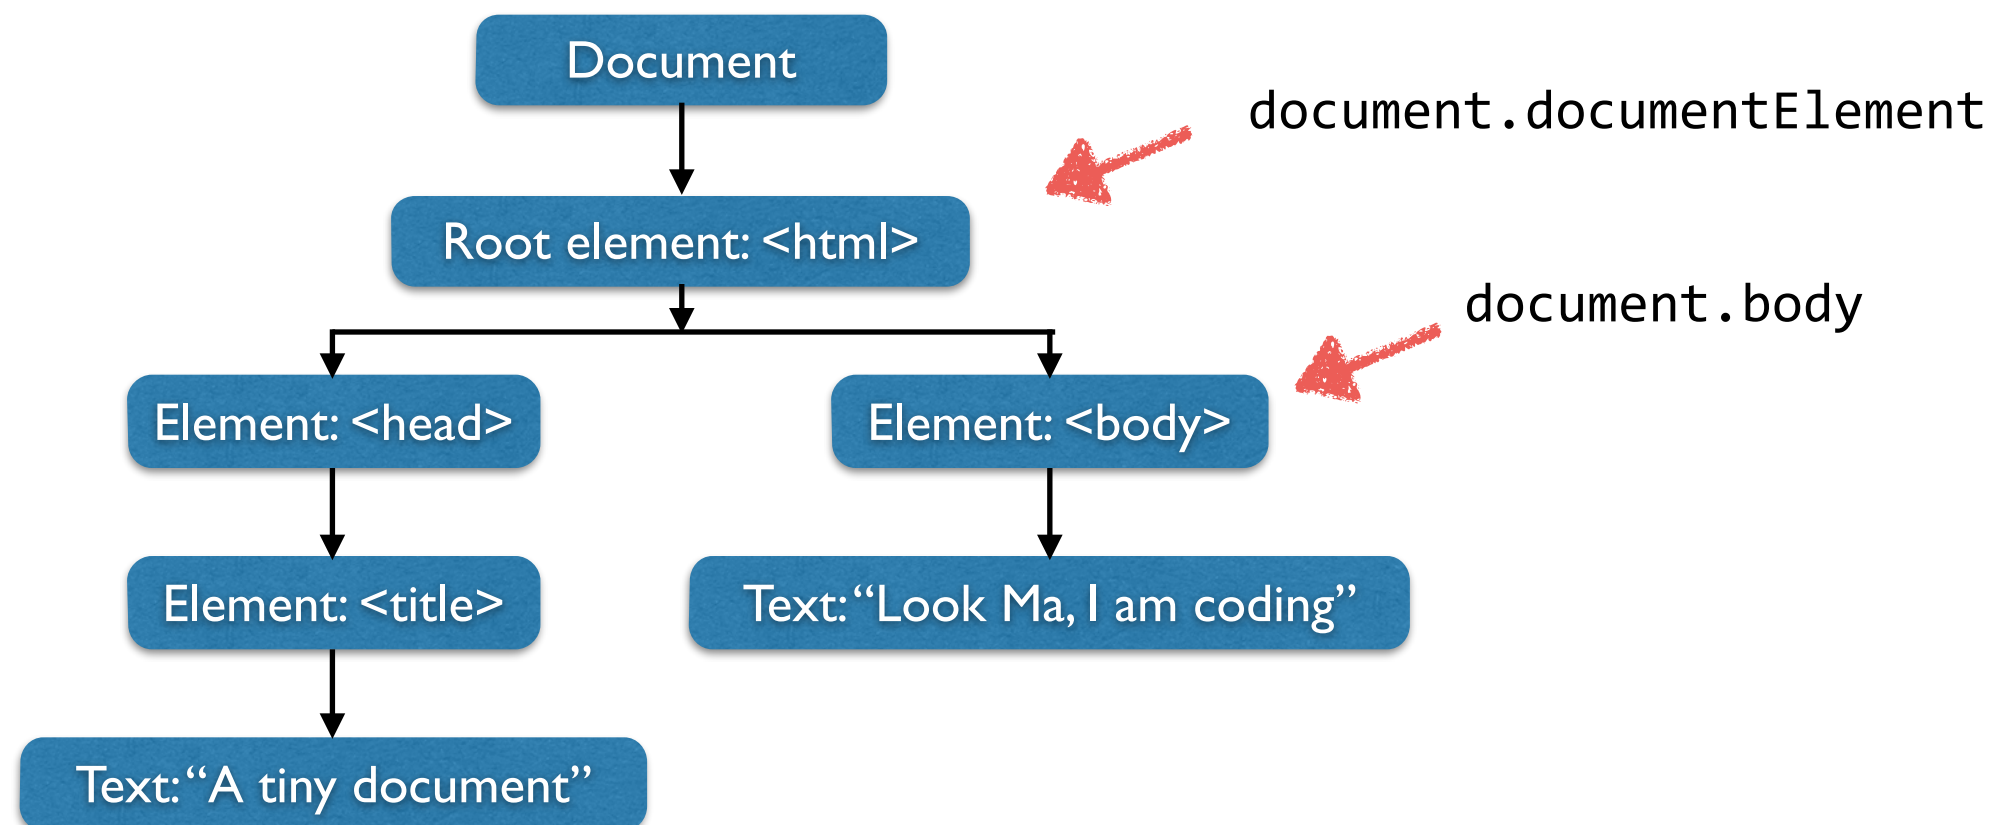 Document
document.documentElement
Root element: <html>
document.body
Element: <head>
Element: <body>
Element: <title>
Text: “Look Ma, I am coding”
Text: “A tiny document”